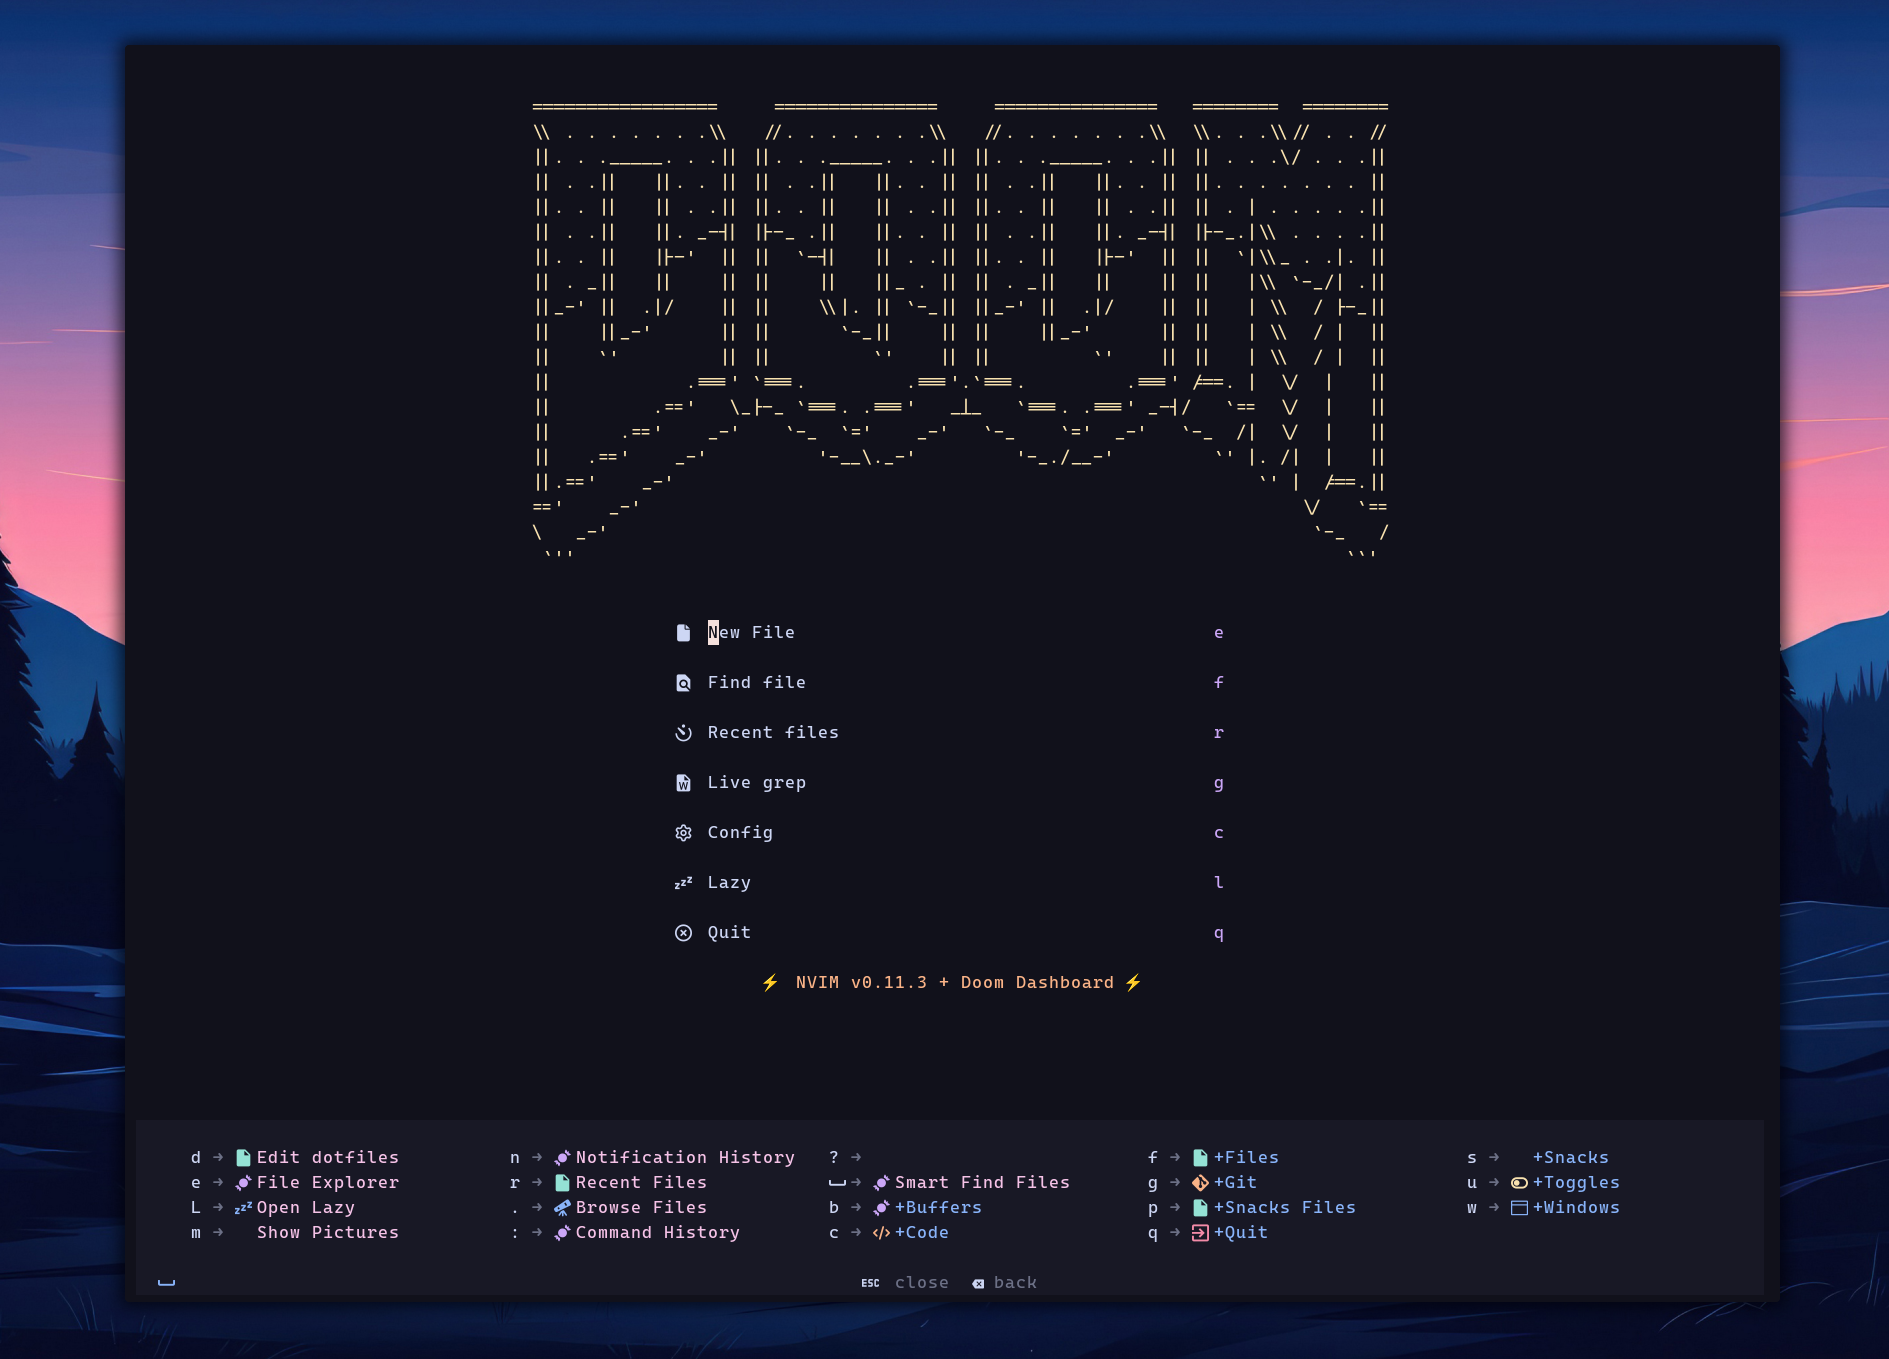 New File e
Find file f
Recent files r
Live grep g
Config c
Lazy l
Quit q
⚡ NVIM v0.11.3 + Doom Dashboard ⚡
d → Edit dotfiles n → Notification History ? → f → +Files s → +Snacks
e → File Explorer r → Recent Files ␣ → Smart Find Files g → +Git u → +Toggles
L → Open Lazy . → Browse Files b → +Buffers p → +Snacks Files w → +Windows
m → Show Pictures : → Command History c → +Code q → +Quit
ESC close back